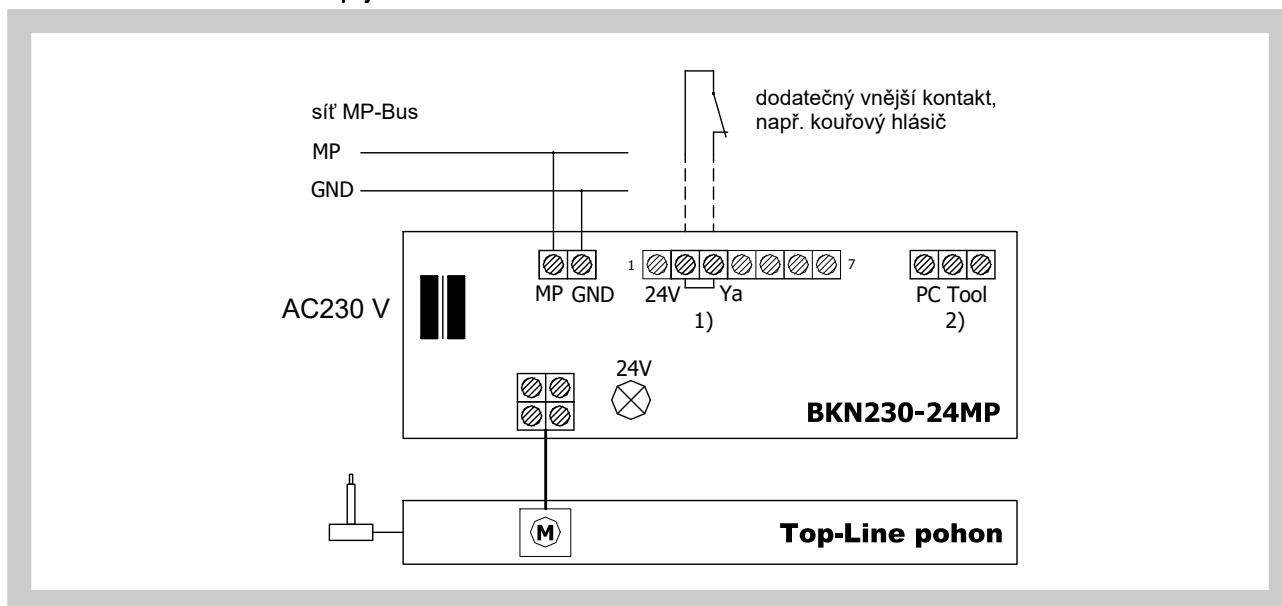 síť MP-Bus
dodatečný vnější kontakt,
např. kouřový hlásič
MP
GND
1
7
MP GND
24V
Ya
PC Tool
1)
2)
AC230 V
24V
BKN230-24MP
M
Top-Line pohon